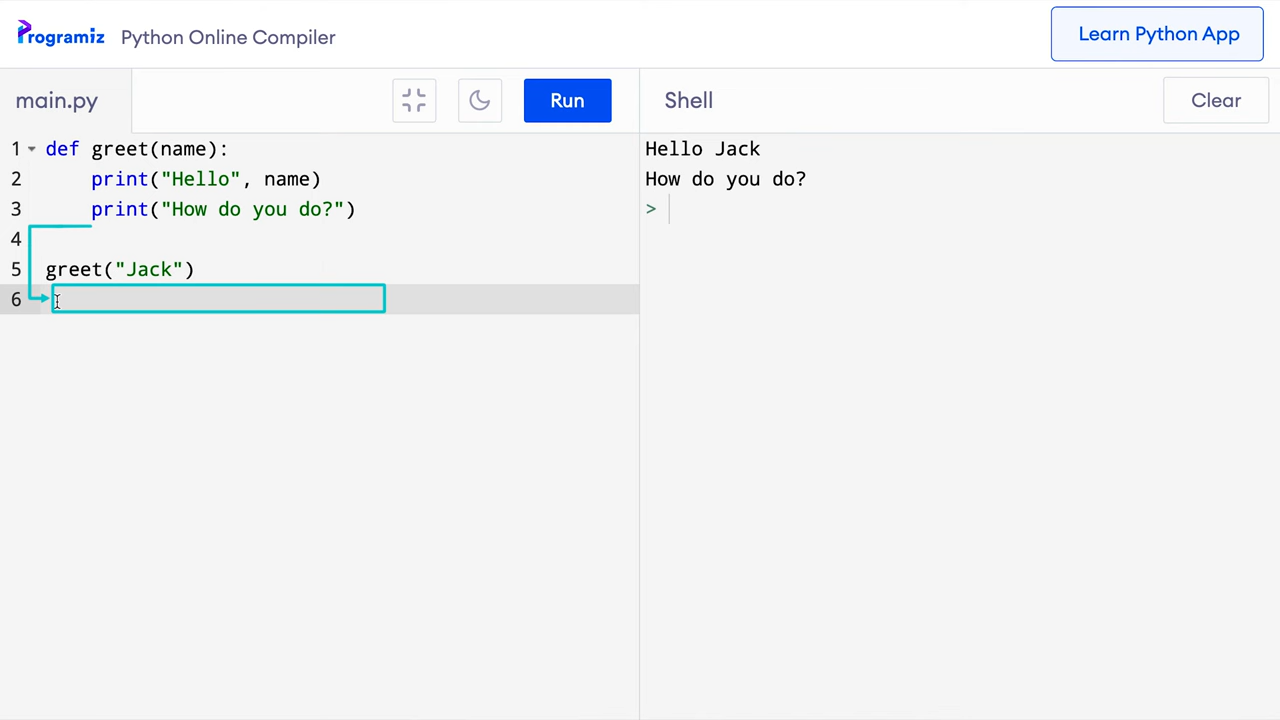 Programiz Python Online Compiler
Learn Python App
main.py
Run
Shell
Clear
1 def greet(name):
2     print("Hello", name)
3     print("How do you do?")
4
5 greet("Jack")
6
Hello Jack
How do you do?
>